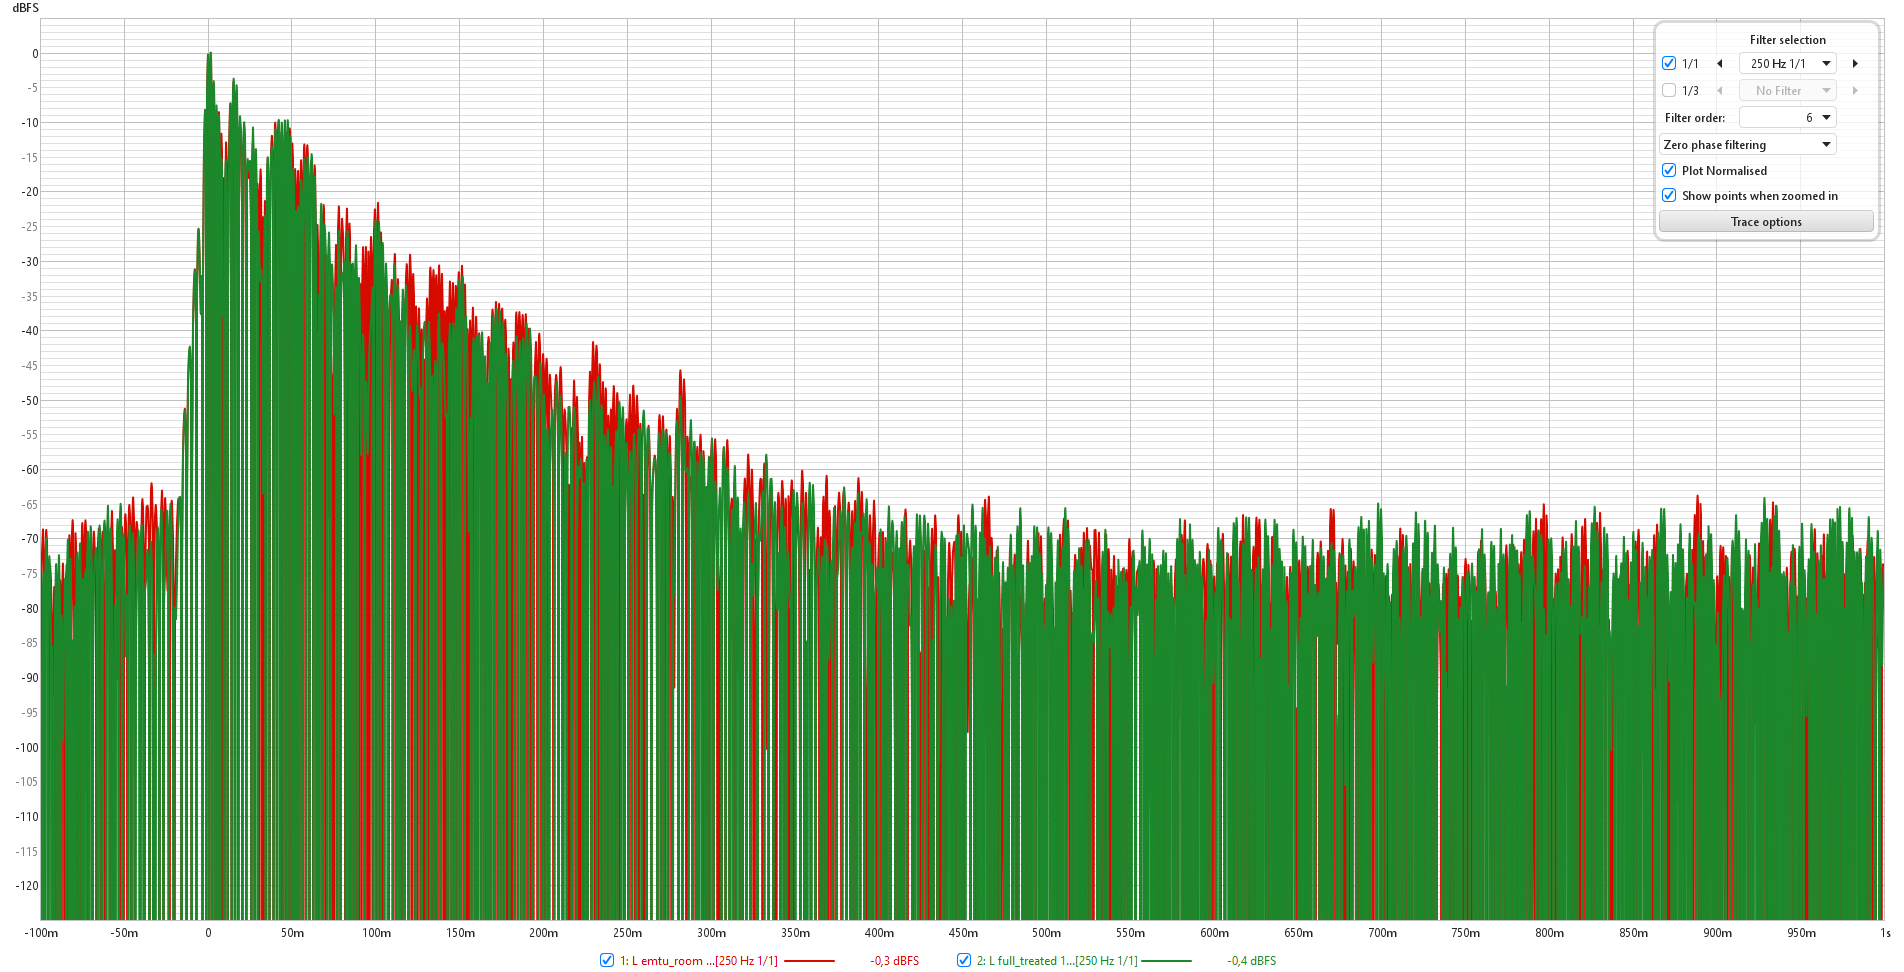 dBFS
Filter selection
1/1 250 Hz 1/1
1/3 No Filter
Filter order: 6
Zero phase filtering
Plot Normalised
Show points when zoomed in
Trace options
0
-5
-10
-15
-20
-25
-30
-35
-40
-45
-50
-55
-60
-65
-70
-75
-80
-85
-90
-95
-100
-105
-110
-115
-120
-100m -50m 0 50m 100m 150m 200m 250m 300m 350m 400m 450m 500m 550m 600m 650m 700m 750m 800m 850m 900m 950m 1s
1: L emtu_room ...[250 Hz 1/1] -0,3 dBFS 2: L full_treated 1...[250 Hz 1/1] -0,4 dBFS